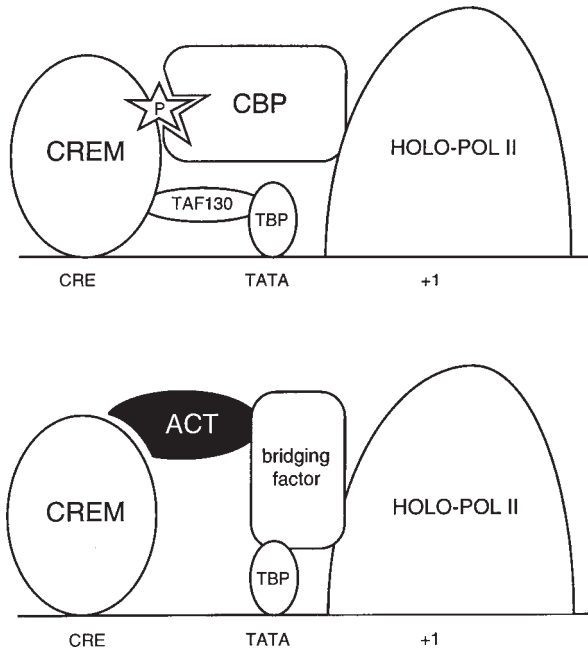 P
CBP
CREM
HOLO-POL II
TAF130
TBP
CRE TATA +1
ACT
bridging
factor
CREM
HOLO-POL II
TBP
CRE TATA +1